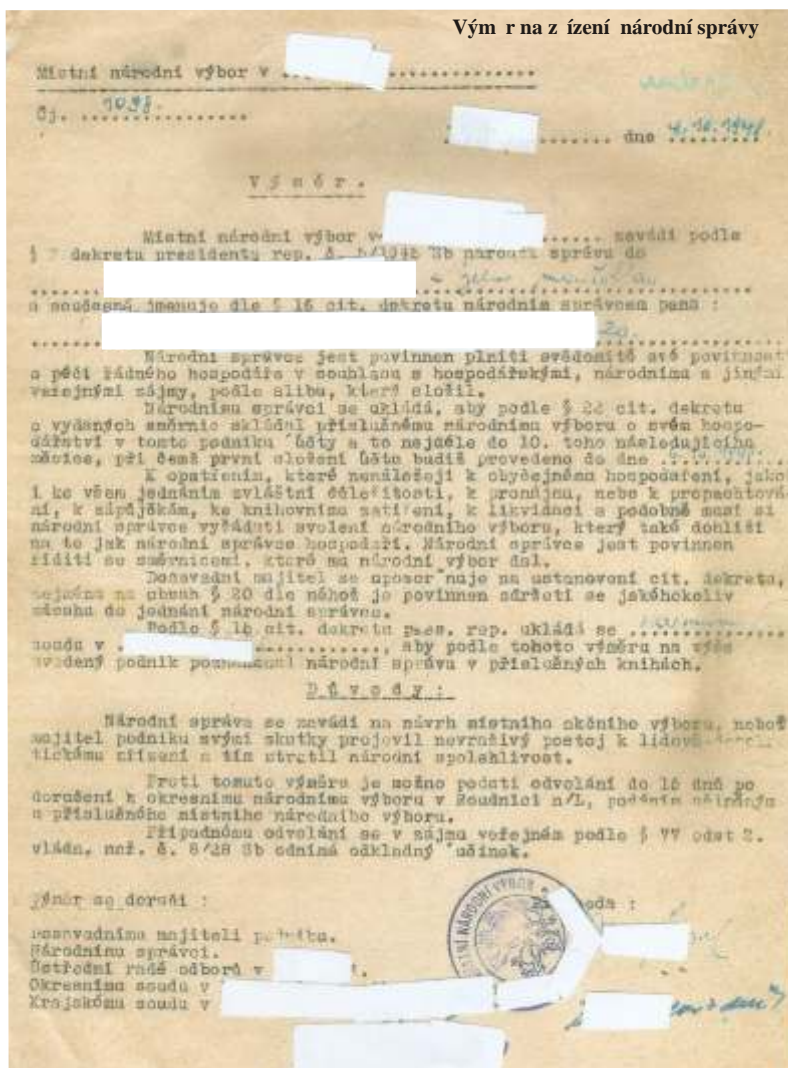 Vým r na z ízení národní správy
Místní národní výbor v
Čj. 1098.
dne 4.10.1948.
Výměr.
Místní národní výbor ve zavádí podle
§ dekretu presidenta rep. č. 5/1945 Sb národní správu do
a jeho manželku
a současně jmenuje dle § 16 cit. dekretu národním správcem pana :
Národní správce jest povinnen plniti svědomitě své povinnosti
s péčí řádného hospodáře v souhlasu s hospodářskými, národními a jinými
veřejnými zájmy, podle slibu, který složil.
Národnímu správci se ukládá, aby podle § 22 cit. dekretu
a vydaných směrnic skládal příslušnému národnímu výboru o svém hospo-
dářství v tomto podniku účty a to nejdéle do 10. toho následujícího
měsíce, při čemž první složení účtu budiž provedeno do dne
K opatřením, které nenáležejí k obyčejnému hospodaření, jako
i ke všem jednáním zvláštní důležitosti, k pronájmu, nebo k propachtová-
ní, k zápůjčkám, ke knihovnímu zatížení, k likvidaci a podobně musí si
národní správce vyžádati svolení národního výboru, který také dohlíží
na to jak národní správce hospodaří. Národní správce jest povinnen
říditi se směrnicemi, které mu národní výbor dal.
Dosavadní majitel se upozorňuje na ustanovení cit. dekretu,
zejména na obsah § 20 dle něhož je povinnen zdržeti se jakéhokoliv
zásahu do jednání národní správce.
Podle § 16 cit. dekretu pres. rep. ukládá se
soudu v , aby podle tohoto výměru na výše
uvedený podnik poznamenal národní správu v příslušných knihách.
Důvody:
Národní správa se zavádí na návrh místního akčního výboru, neboť
majitel podniku svými skutky projevil nevraživý postoj k lidově-demokra-
tickému zřízení a tím ztratil národní spolehlivost.
Proti tomuto výměru je možno podati odvolání do 15 dnů po
doručení k okresnímu národnímu výboru v Roudnici n/L, podáním učiněným
u příslušného místního národního výboru.
Případnému odvolání se v zájmu veřejném podle § 77 odst 2.
vládn. nař. č. 8/28 Sb odnímá odkladný účinek.
Výměr se doručí :
Dosavadnímu majiteli podniku.
Národnímu správci.
Ústřední radě odborů v
Okresnímu soudu v
Krajskému soudu v
MÍSTNÍ NÁRODNÍ VÝBOR